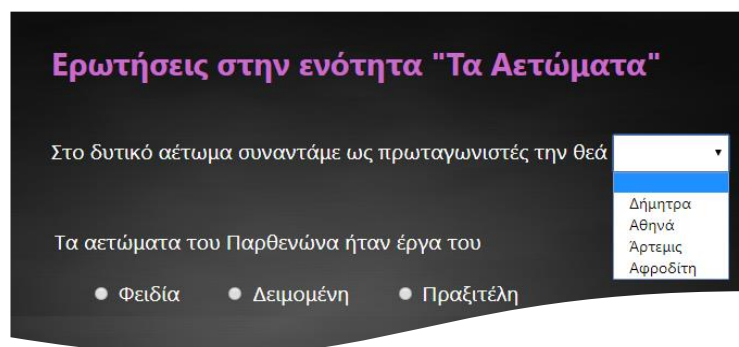 Ερωτήσεις στην ενότητα "Τα Αετώματα"
Στο δυτικό αέτωμα συναντάμε ως πρωταγωνιστές την θεά
Δήμητρα
Αθηνά
Άρτεμις
Αφροδίτη
Τα αετώματα του Παρθενώνα ήταν έργα του
Φειδία Δειμομένη Πραξιτέλη